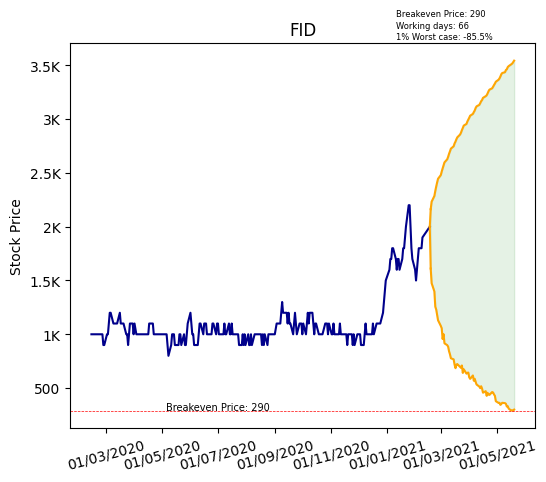 Breakeven Price: 290
Working days: 66
1% Worst case: -85.5%
FID
Stock Price
3.5K
3K
2.5K
2K
1.5K
1K
500
Breakeven Price: 290
01/03/2020
01/05/2020
01/07/2020
01/09/2020
01/11/2020
01/01/2021
01/03/2021
01/05/2021